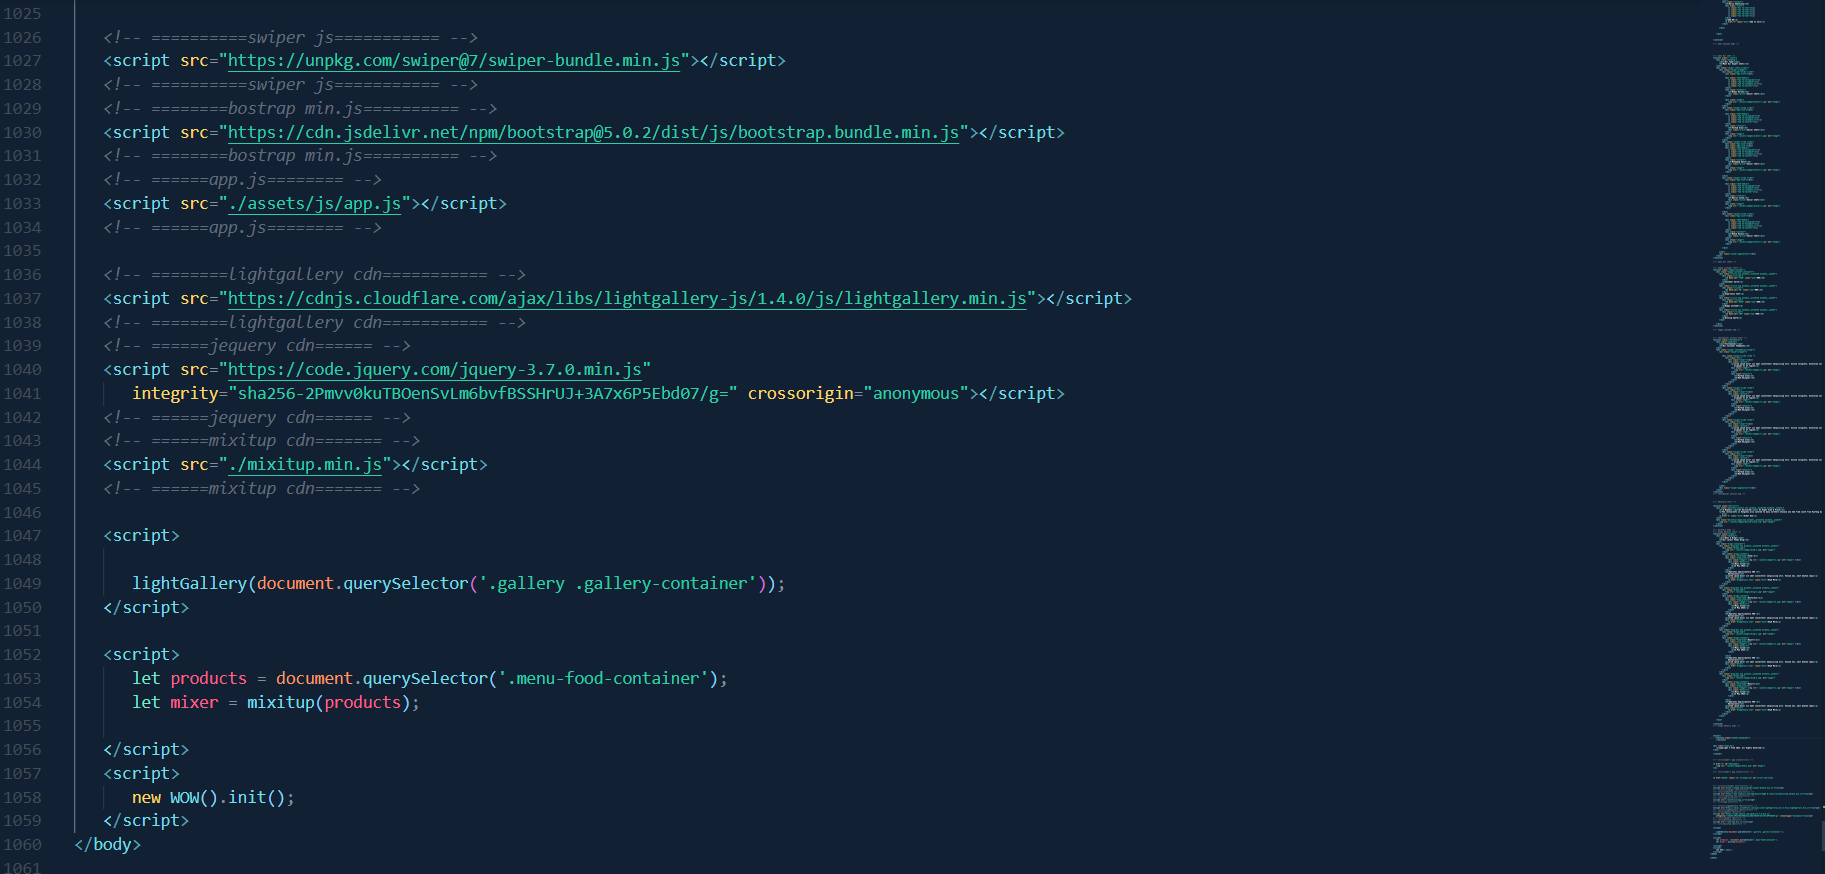 1025
1026 <!-- ==========swiper js=========== -->
1027 <script src="https://unpkg.com/swiper@7/swiper-bundle.min.js"></script>
1028 <!-- ==========swiper js=========== -->
1029 <!-- ========bostrap min.js========== -->
1030 <script src="https://cdn.jsdelivr.net/npm/bootstrap@5.0.2/dist/js/bootstrap.bundle.min.js"></script>
1031 <!-- ========bostrap min.js========== -->
1032 <!-- ======app.js======== -->
1033 <script src="./assets/js/app.js"></script>
1034 <!-- ======app.js======== -->
1035
1036 <!-- ========lightgallery cdn=========== -->
1037 <script src="https://cdnjs.cloudflare.com/ajax/libs/lightgallery-js/1.4.0/js/lightgallery.min.js"></script>
1038 <!-- ========lightgallery cdn=========== -->
1039 <!-- ======jequery cdn====== -->
1040 <script src="https://code.jquery.com/jquery-3.7.0.min.js"
1041 integrity="sha256-2Pmvv0kuTBOenSvLm6bvfBSSHrUJ+3A7x6P5Ebd07/g=" crossorigin="anonymous"></script>
1042 <!-- ======jequery cdn====== -->
1043 <!-- ======mixitup cdn======= -->
1044 <script src="./mixitup.min.js"></script>
1045 <!-- ======mixitup cdn======= -->
1046
1047 <script>
1048
1049 lightGallery(document.querySelector('.gallery .gallery-container'));
1050 </script>
1051
1052 <script>
1053 let products = document.querySelector('.menu-food-container');
1054 let mixer = mixitup(products);
1055
1056 </script>
1057 <script>
1058 new WOW().init();
1059 </script>
1060 </body>
1061